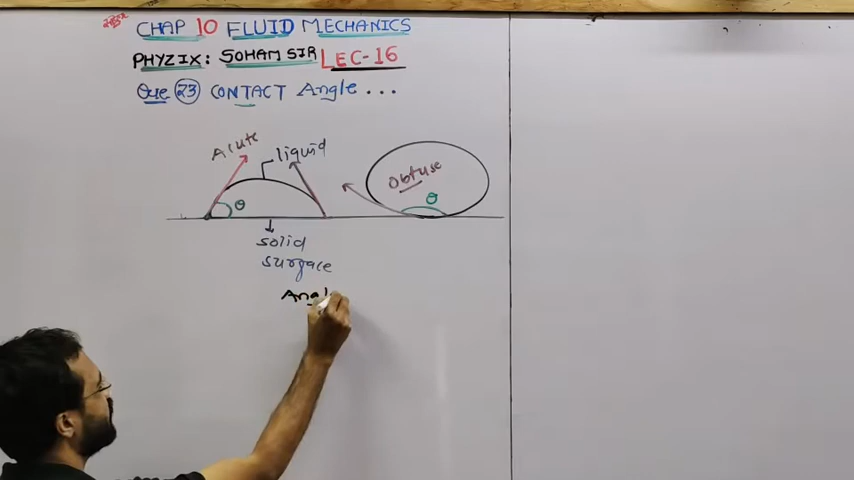 CHAP 10 FLUID MECHANICS
PHYZIX: SOHAM SIR LEC-16
Que 23 CONTACT Angle ...
Acute
liquid
obtuse
θ
θ
solid
surface
Angl